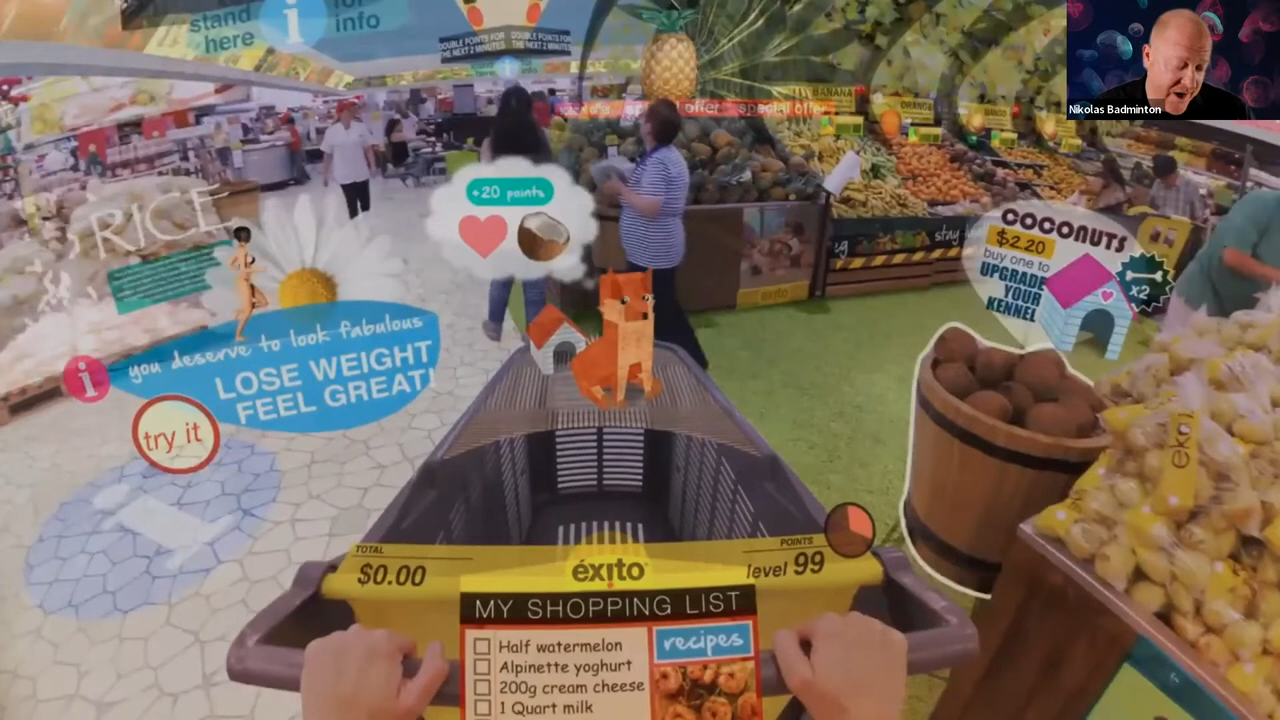 stand
here
i
for
info
DOUBLE POINTS FOR
THE NEXT 2 MINUTES
DOUBLE POINTS FOR
THE NEXT 2 MINUTES
Nikolas Badminton
BANANA
ORANGE
MANGO
special offer
special offer
RICE
+20 points
COCONUTS
$2.20
buy one to
UPGRADE
YOUR
KENNEL
x2
stay
éxito
you deserve to look fabulous
LOSE WEIGHT
FEEL GREAT!
i
try it
TOTAL
$0.00
éxito
POINTS
level 99
MY SHOPPING LIST
Half watermelon
Alpinette yoghurt
200g cream cheese
1 Quart milk
recipes